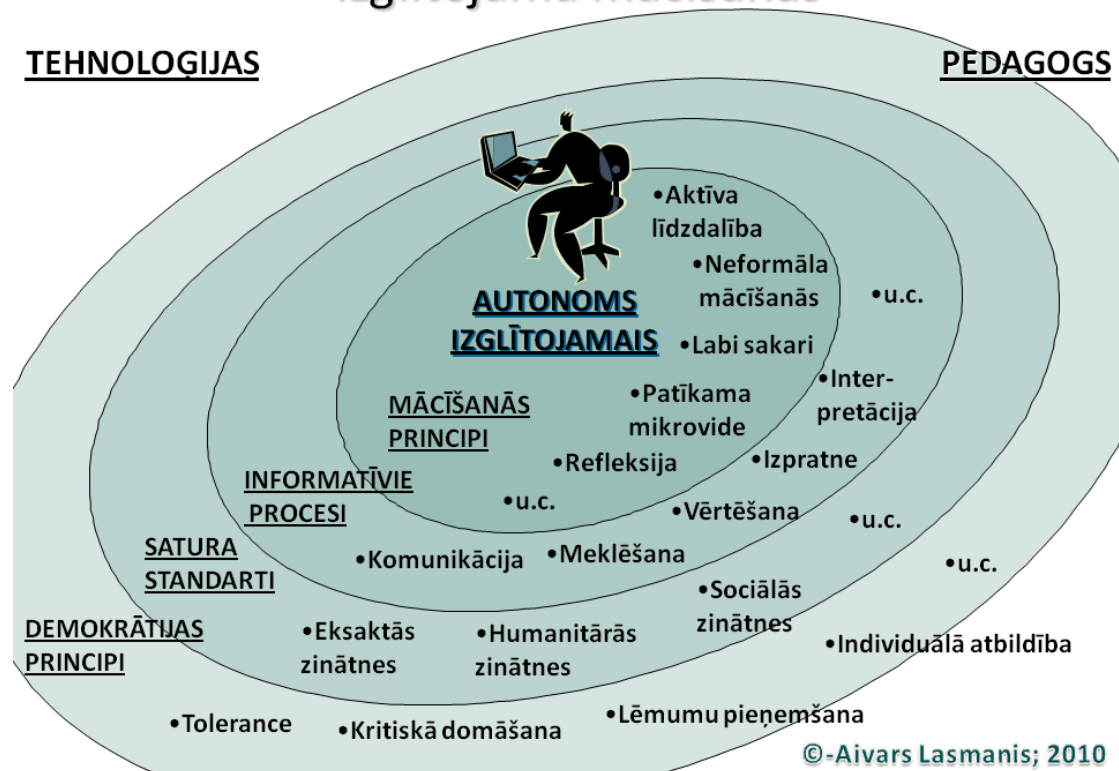 TEHNOLOĢIJAS
PEDAGOGS
•Aktīva
līdzdalība
•Neformāla
mācīšanās
•u.c.
AUTONOMS
IZGLĪTOJAMAIS
•Labi sakari
•Inter-
pretācija
MĀCĪŠANĀS
PRINCIPI
•Patīkama
mikrovide
•Refleksija
•Izpratne
INFORMATĪVIE
PROCESI
•u.c.
•Vērtēšana
•u.c.
SATURA
STANDARTI
•Komunikācija
•Meklēšana
•u.c.
•Sociālās
zinātnes
DEMOKRĀTIJAS
PRINCIPI
•Eksaktās
zinātnes
•Humanitārās
zinātnes
•Individuālā atbildība
•Tolerance
•Kritiskā domāšana
•Lēmumu pieņemšana
©-Aivars Lasmanis; 2010